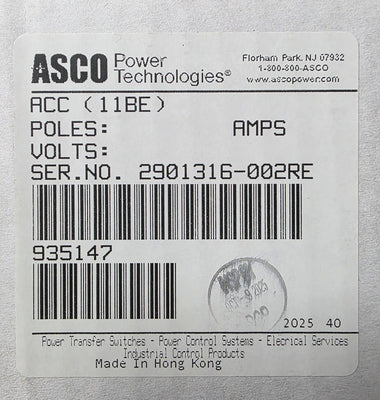 ASCO Power Technologies®
Florham Park, NJ 07932
1-800-800-ASCO
www.ascopower.com
ACC (11BE)
POLES: AMPS
VOLTS:
SER.NO. 2901316-002RE
935147
2025 40
Power Transfer Switches - Power Control Systems - Elecrical Services
Industrial Control Products
Made In Hong Kong